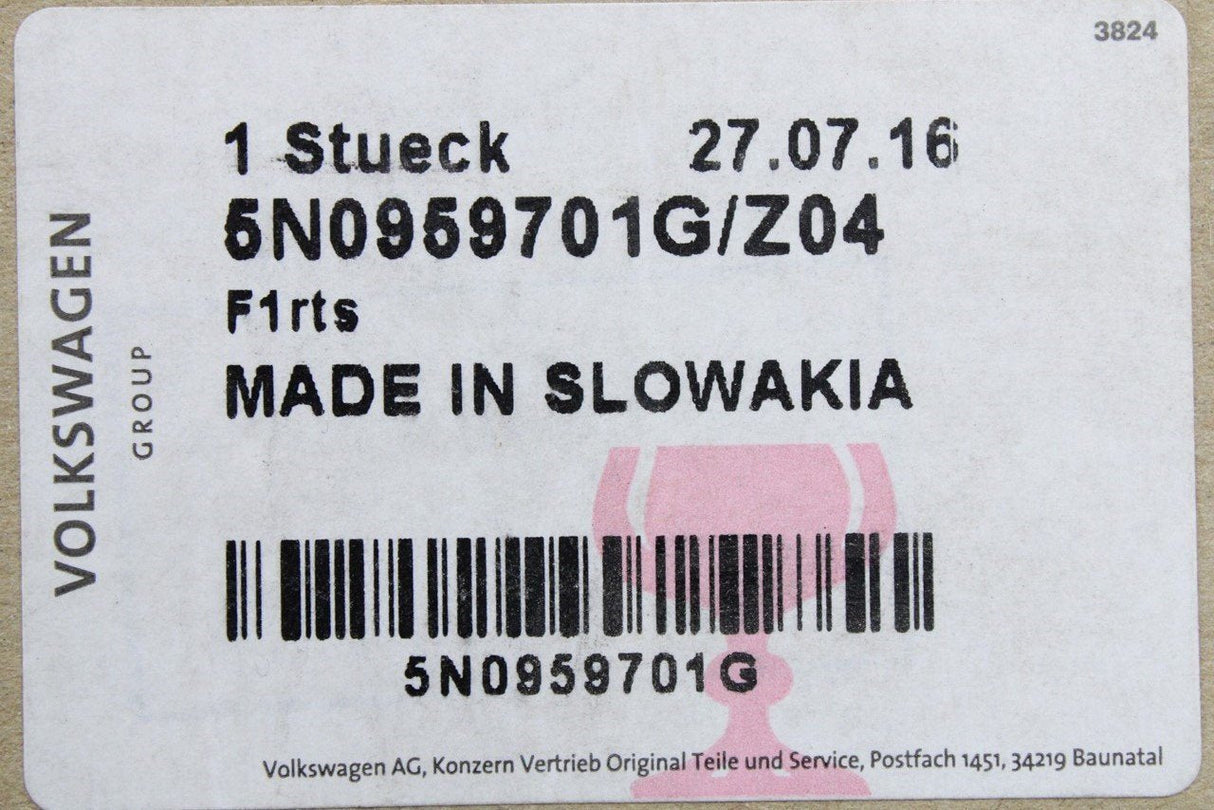 3824
1 Stueck 27.07.16
5N0959701G/Z04
F1rts
MADE IN SLOWAKIA
VOLKSWAGEN
GROUP
5N0959701G
Volkswagen AG, Konzern Vertrieb Original Teile und Service, Postfach 1451, 34219 Baunatal